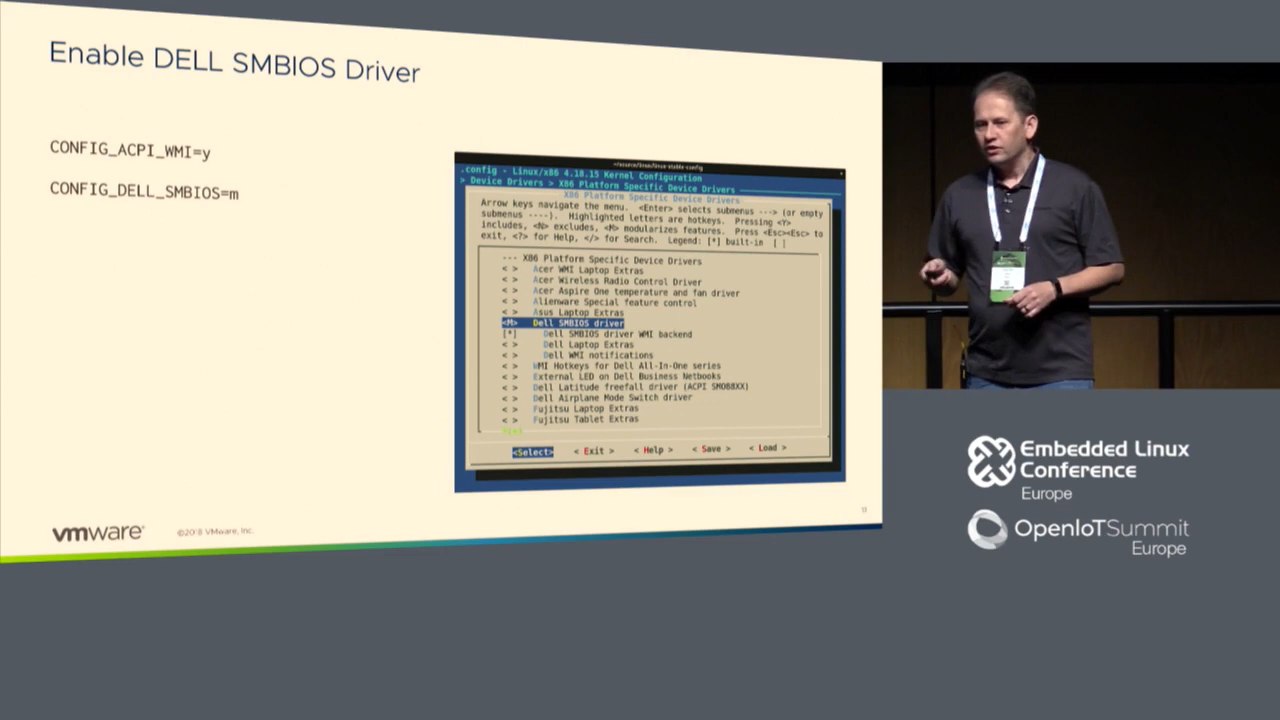 Enable DELL SMBIOS Driver
CONFIG_ACPI_WMI=y
CONFIG_DELL_SMBIOS=m
.config - Linux/x86 4.18.15 Kernel Configuration
> Device Drivers > X86 Platform Specific Device Drivers
X86 Platform Specific Device Drivers
Arrow keys navigate the menu. <Enter> selects submenus ---> (or empty
submenus ----). Highlighted letters are hotkeys. Pressing <Y>
includes, <N> excludes, <M> modularizes features. Press <Esc><Esc> to
exit, <?> for Help, </> for Search. Legend: [*] built-in [ ]
--- X86 Platform Specific Device Drivers
< > Acer WMI Laptop Extras
< > Acer Wireless Radio Control Driver
< > Acer Aspire One temperature and fan driver
< > Alienware Special feature control
< > Asus Laptop Extras
<M> Dell SMBIOS driver
[*] Dell SMBIOS driver WMI backend
< > Dell Laptop Extras
< > Dell WMI notifications
< > WMI Hotkeys for Dell All-In-One series
< > External LED on Dell Business Netbooks
< > Dell Latitude freefall driver (ACPI SMO88XX)
< > Dell Airplane Mode Switch driver
< > Fujitsu Laptop Extras
< > Fujitsu Tablet Extras
<Select> < Exit > < Help > < Save > < Load >
vmware
©2018 VMware, Inc.
Embedded Linux
Conference
Europe
OpenIoTSummit
Europe